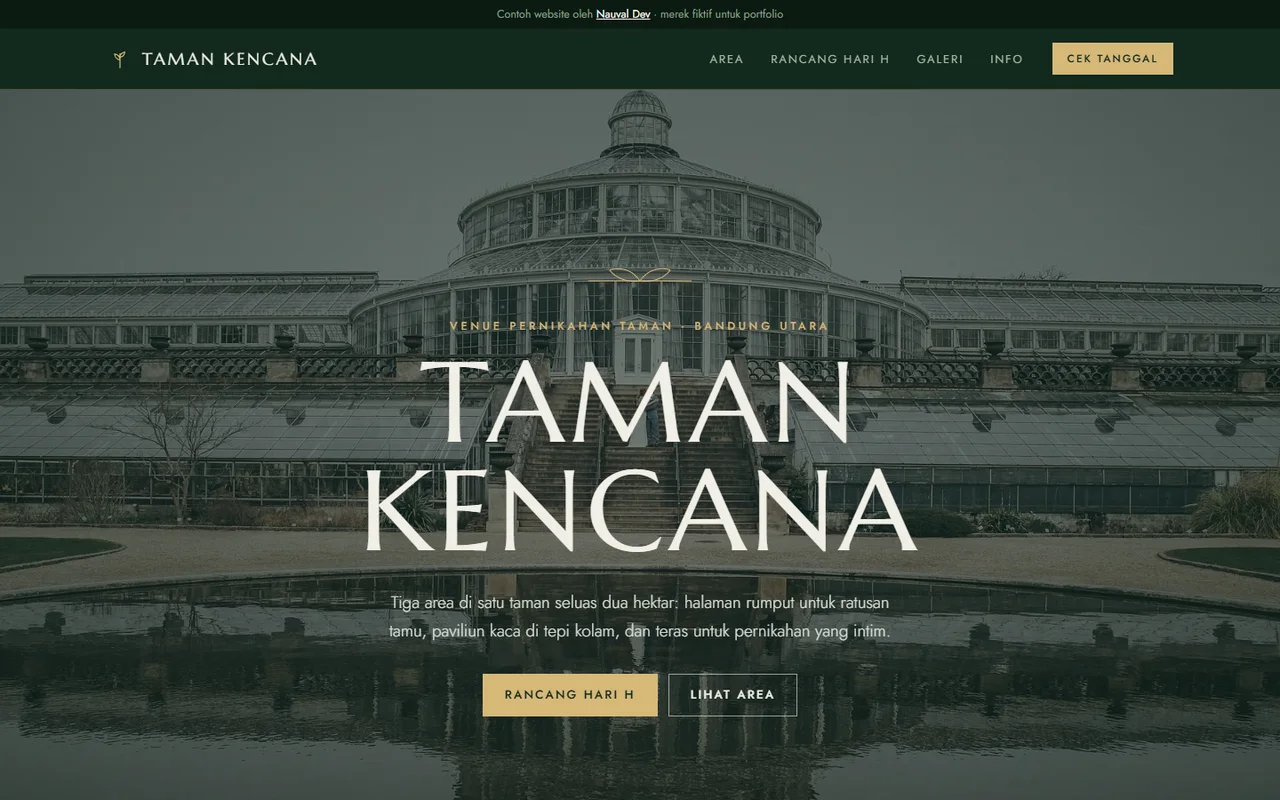 Contoh website oleh Nauval Dev · merek fiktif untuk portfolio
TAMAN KENCANA
AREA
RANCANG HARI H
GALERI
INFO
CEK TANGGAL
VENUE PERNIKAHAN TAMAN · BANDUNG UTARA
TAMAN
KENCANA
Tiga area di satu taman seluas dua hektar: halaman rumput untuk ratusan
tamu, paviliun kaca di tepi kolam, dan teras untuk pernikahan yang intim.
RANCANG HARI H
LIHAT AREA